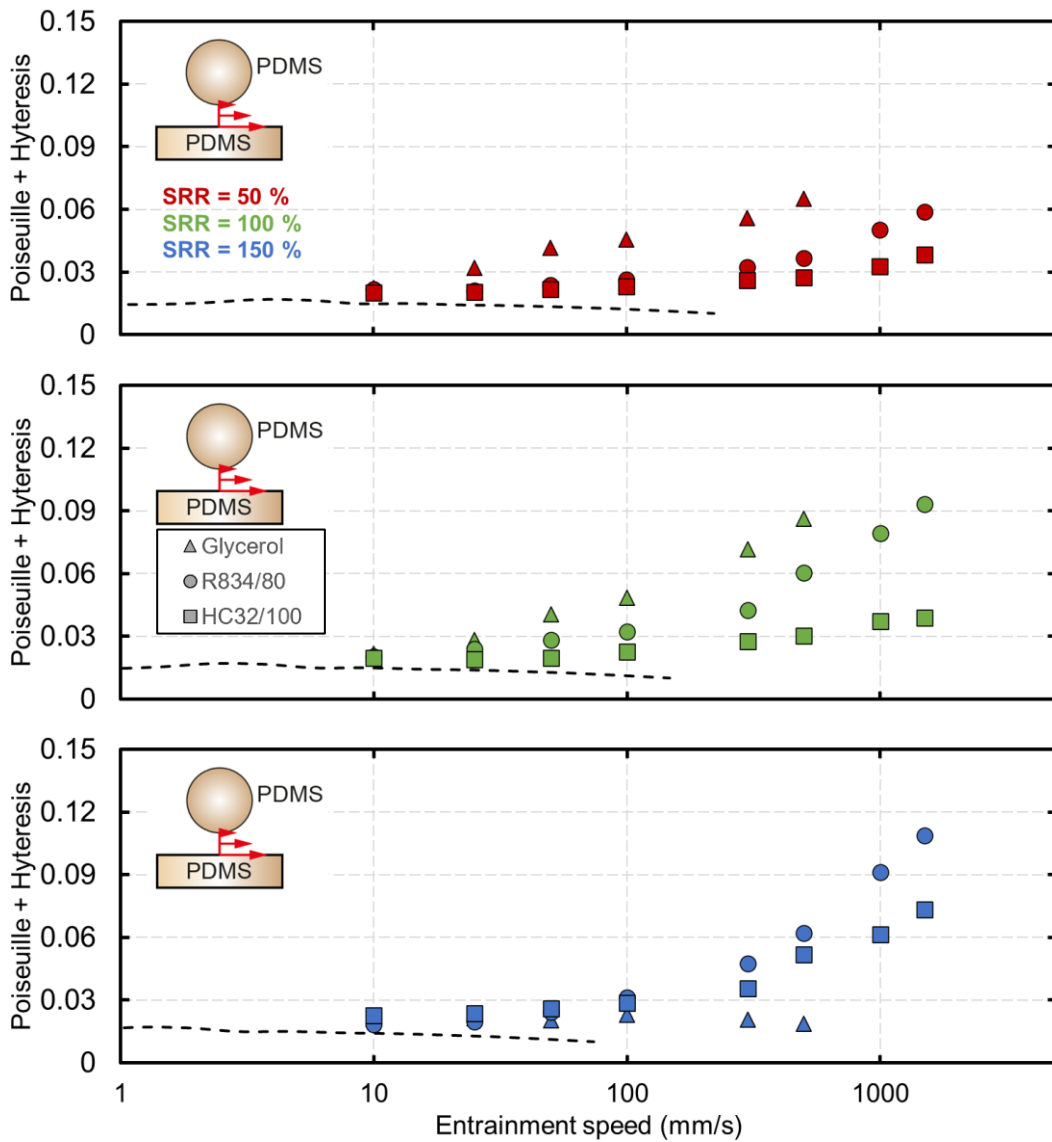 Poiseuille + Hyteresis
0.15
0.12
0.09
0.06
0.03
0
PDMS
PDMS
SRR = 50 %
SRR = 100 %
SRR = 150 %
Poiseuille + Hyteresis
0.15
0.12
0.09
0.06
0.03
0
PDMS
PDMS
Glycerol
R834/80
HC32/100
Poiseuille + Hyteresis
0.15
0.12
0.09
0.06
0.03
0
PDMS
PDMS
1 10 100 1000
Entrainment speed (mm/s)